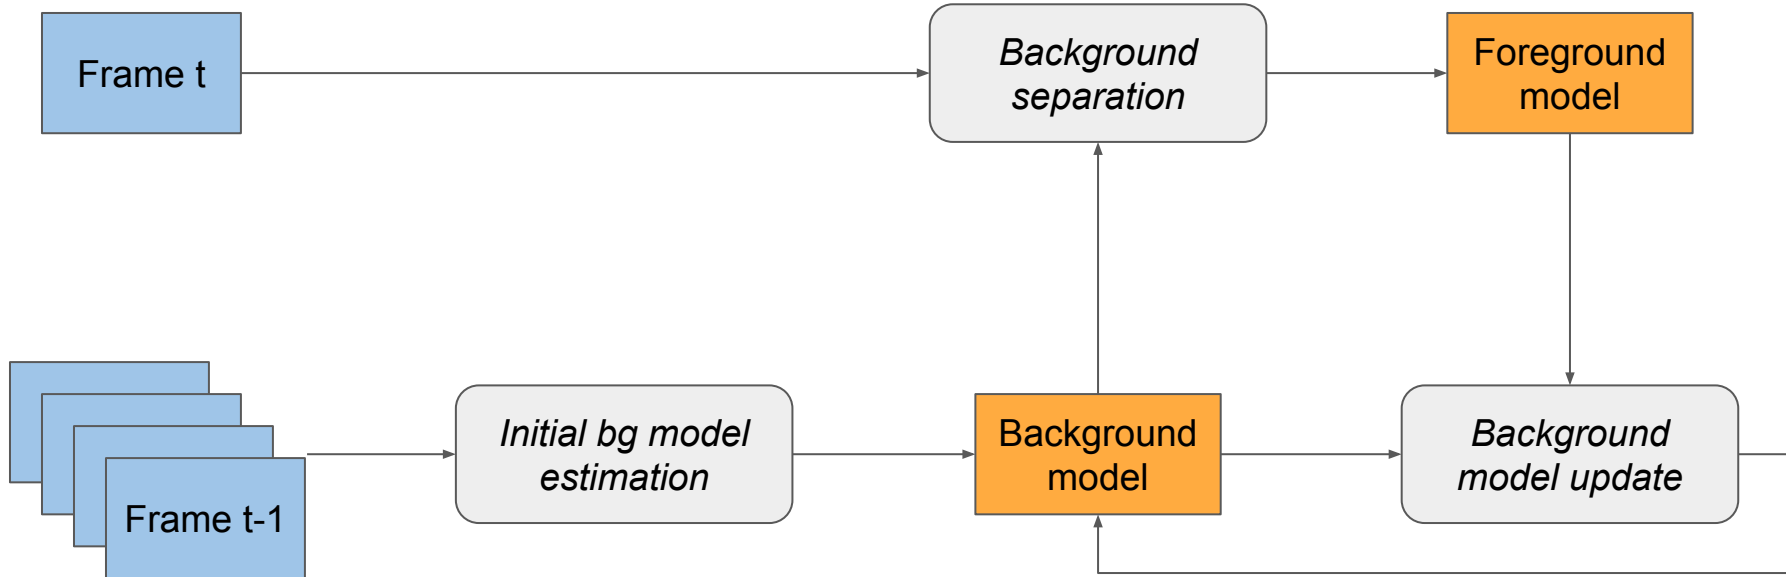 Frame t
Background
separation
Foreground
model
Frame t-1
Initial bg model
estimation
Background
model
Background
model update